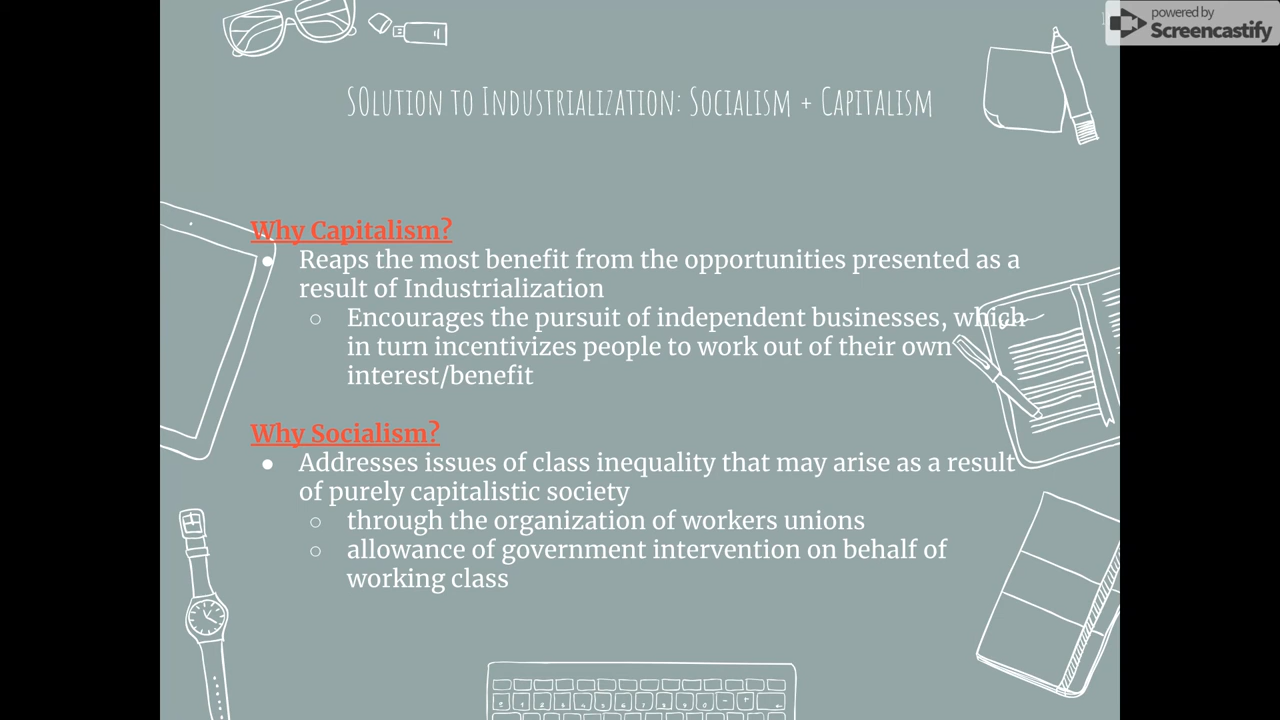 powered by
Screencastify
SOlution to Industrialization: Socialism + Capitalism
Why Capitalism?
● Reaps the most benefit from the opportunities presented as a
result of Industrialization
○ Encourages the pursuit of independent businesses, which
in turn incentivizes people to work out of their own
interest/benefit
Why Socialism?
● Addresses issues of class inequality that may arise as a result
of purely capitalistic society
○ through the organization of workers unions
○ allowance of government intervention on behalf of
working class